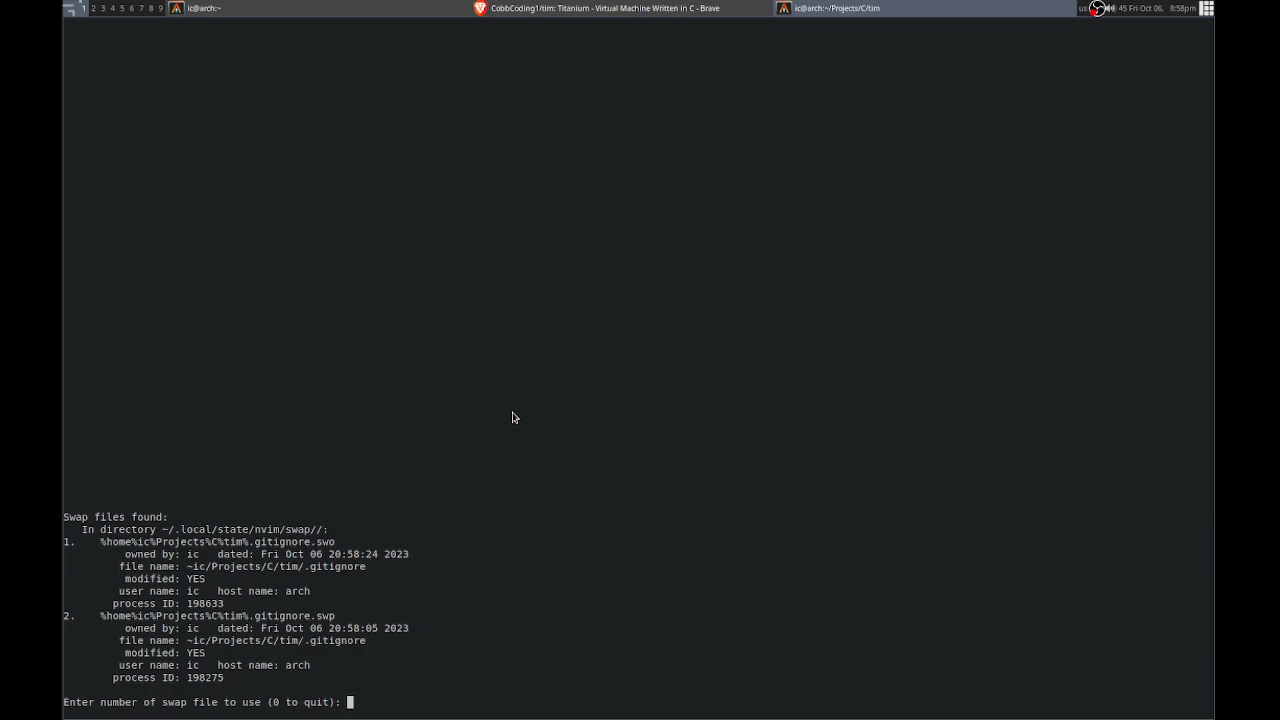 1 2 3 4 5 6 7 8 9 ic@arch:~ CobbCoding1/tim: Titanium - Virtual Machine Written in C - Brave ic@arch:~/Projects/C/tim us 45 Fri Oct 06, 8:58pm
Swap files found:
In directory ~/.local/state/nvim/swap//:
1. %home%ic%Projects%C%tim%.gitignore.swo
owned by: ic dated: Fri Oct 06 20:58:24 2023
file name: ~ic/Projects/C/tim/.gitignore
modified: YES
user name: ic host name: arch
process ID: 198633
2. %home%ic%Projects%C%tim%.gitignore.swp
owned by: ic dated: Fri Oct 06 20:58:05 2023
file name: ~ic/Projects/C/tim/.gitignore
modified: YES
user name: ic host name: arch
process ID: 198275
Enter number of swap file to use (0 to quit):